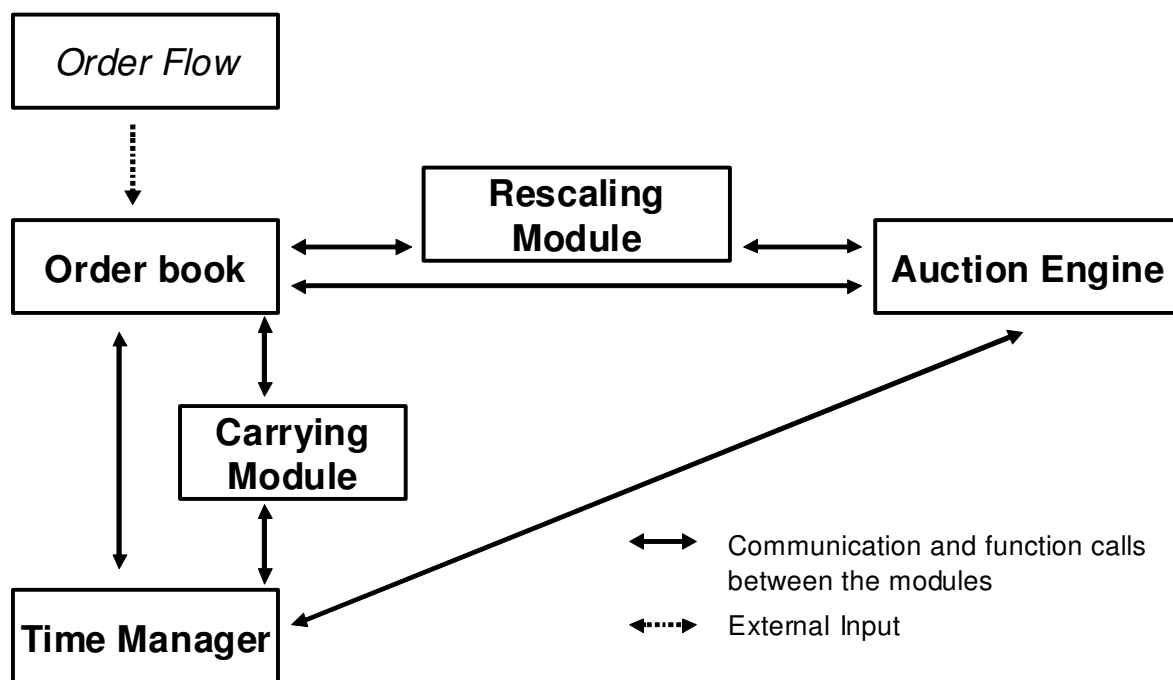 Order Flow
Rescaling
Module
Order book
Auction Engine
Carrying
Module
Communication and function calls
between the modules
External Input
Time Manager